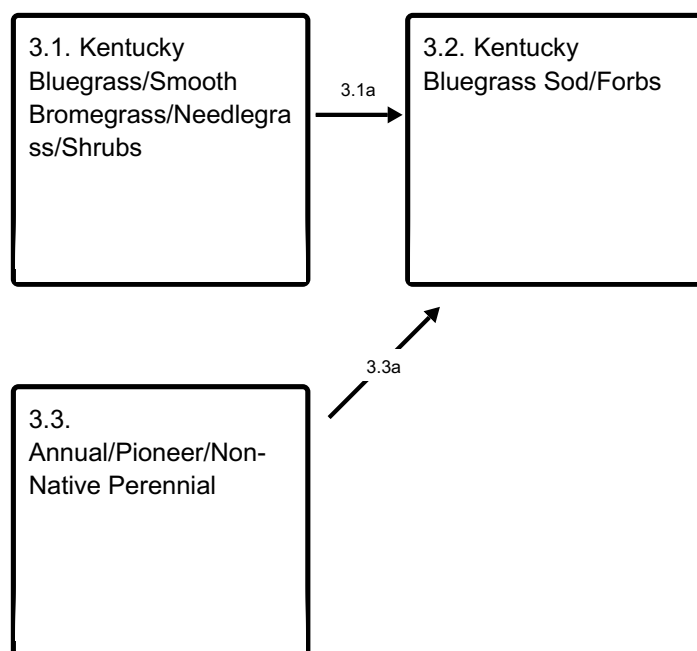 3.1. Kentucky
Bluegrass/Smooth
Bromegrass/Needlegra
ss/Shrubs
3.1a
3.2. Kentucky
Bluegrass Sod/Forbs
3.3a
3.3.
Annual/Pioneer/Non-
Native Perennial